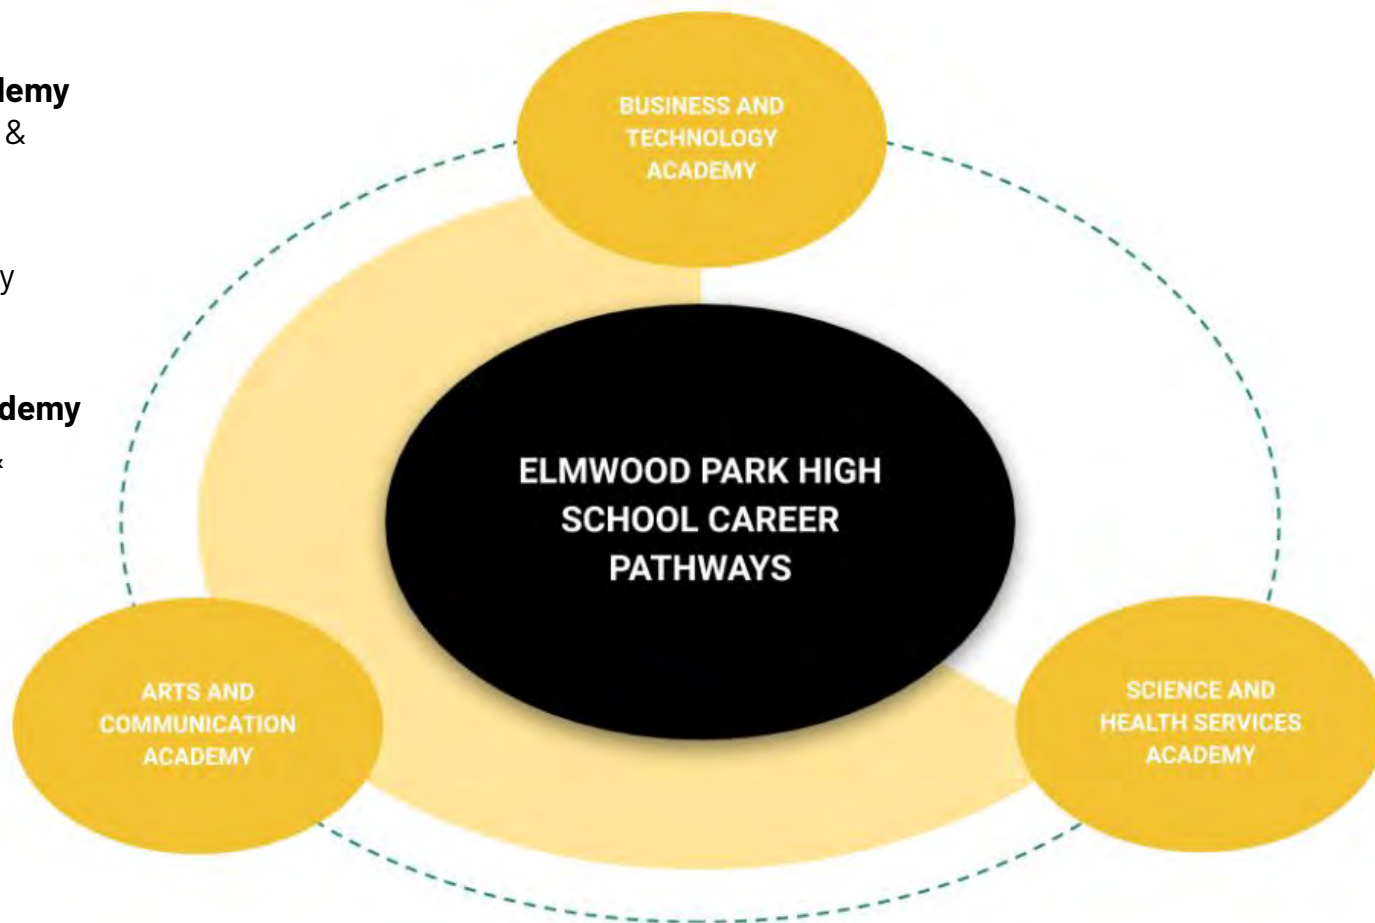 demy
&
y
demy
&
BUSINESS AND
TECHNOLOGY
ACADEMY
ELMWOOD PARK HIGH
SCHOOL CAREER
PATHWAYS
ARTS AND
COMMUNICATION
ACADEMY
SCIENCE AND
HEALTH SERVICES
ACADEMY